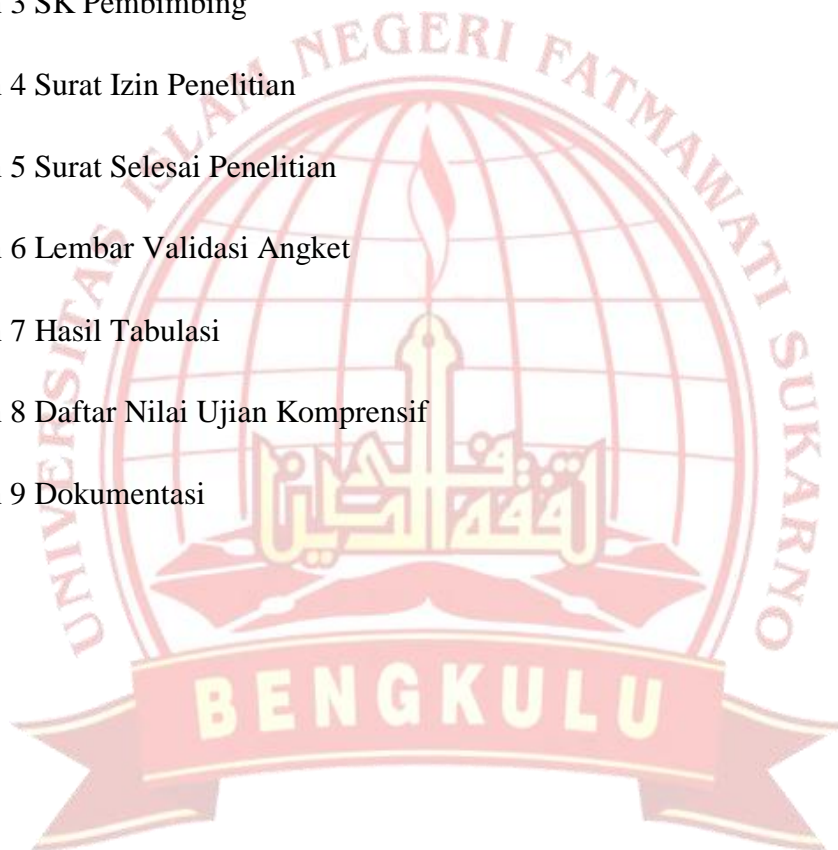 3 SK Pembimbing
4 Surat Izin Penelitian
5 Surat Selesai Penelitian
6 Lembar Validasi Angket
7 Hasil Tabulasi
8 Daftar Nilai Ujian Komprensif
9 Dokumentasi
UNIVERSITAS ISLAM NEGERI FATMAWATI SUKARNO
BENGKULU